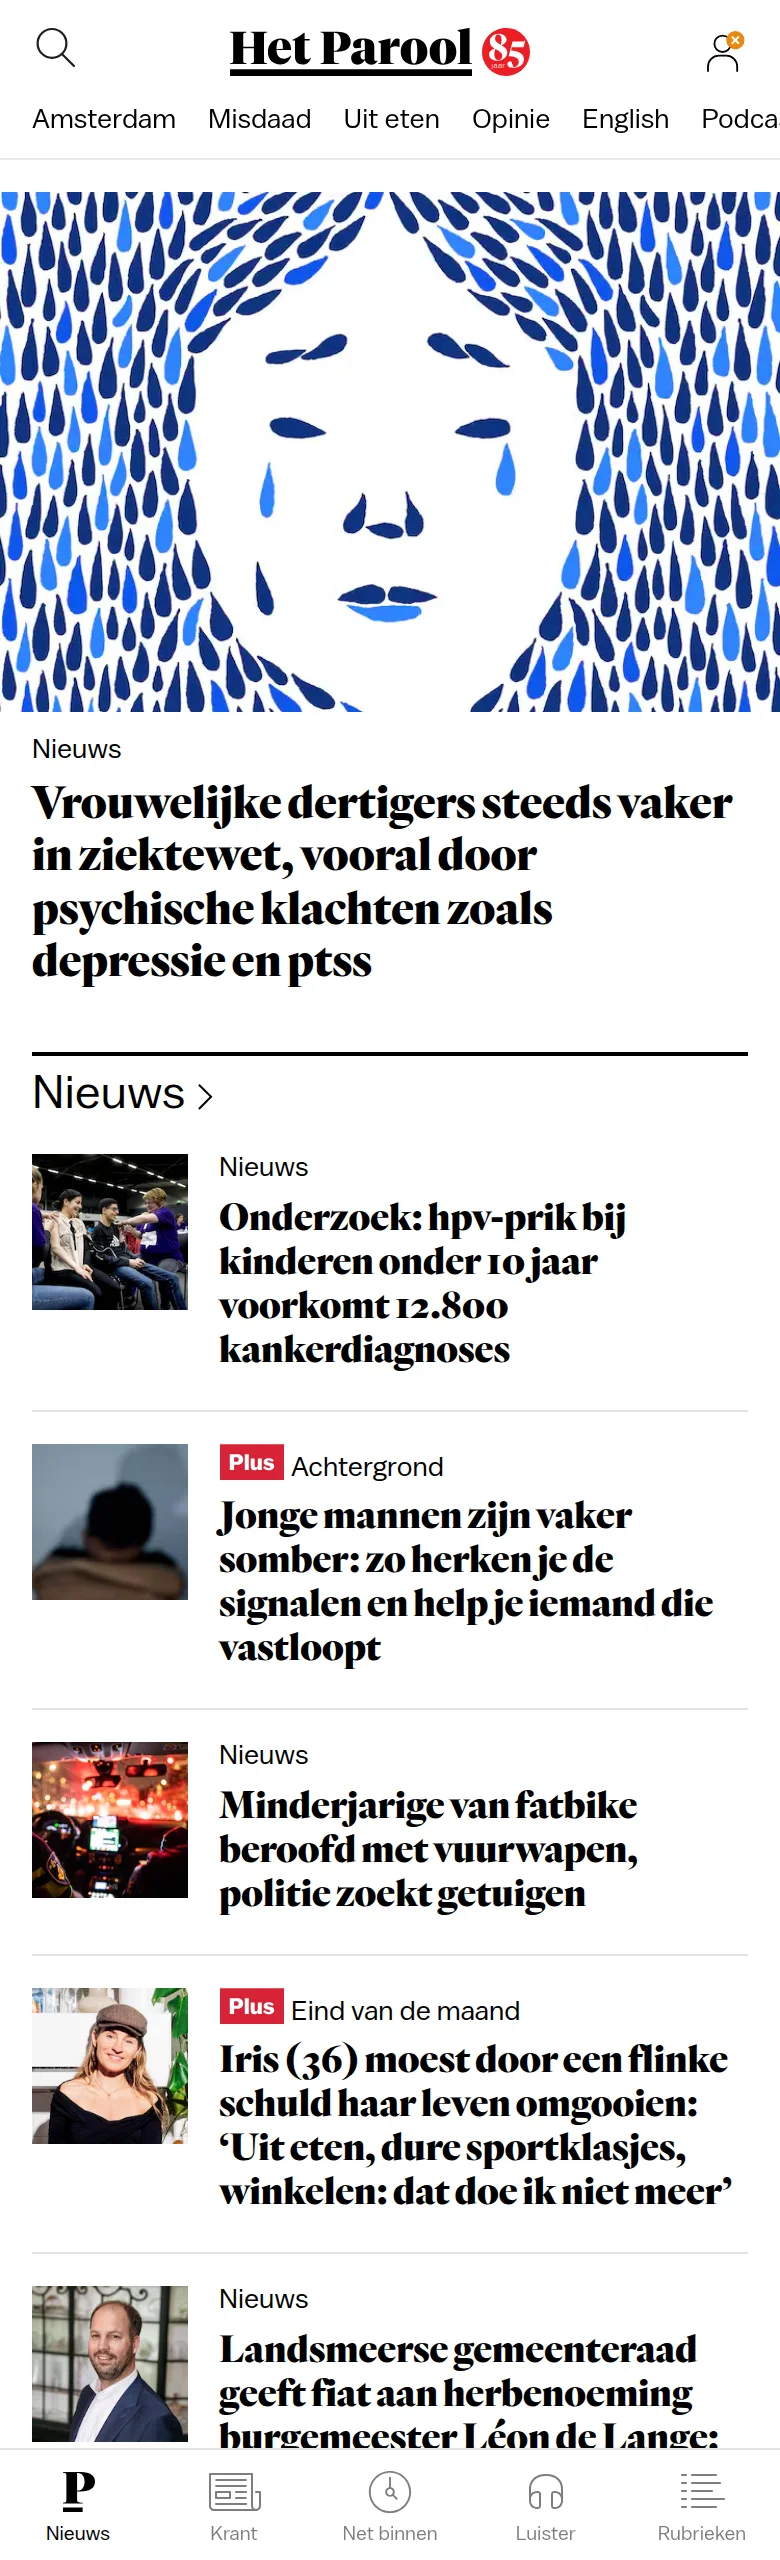 Het Parool 85 jaar
Amsterdam Misdaad Uit eten Opinie English Podca
Nieuws
Vrouwelijke dertigers steeds vaker
in ziektewet, vooral door
psychische klachten zoals
depressie en ptss
Nieuws
Nieuws
Onderzoek: hpv-prik bij
kinderen onder 10 jaar
voorkomt 12.800
kankerdiagnoses
Plus Achtergrond
Jonge mannen zijn vaker
somber: zo herken je de
signalen en help je iemand die
vastloopt
Nieuws
Minderjarige van fatbike
beroofd met vuurwapen,
politie zoekt getuigen
Plus Eind van de maand
Iris (36) moest door een flinke
schuld haar leven omgooien:
‘Uit eten, dure sportklasjes,
winkelen: dat doe ik niet meer’
Nieuws
Landsmeerse gemeenteraad
geeft fiat aan herbenoeming
burgemeester Léon de Lange:
P
Nieuws Krant Net binnen Luister Rubrieken